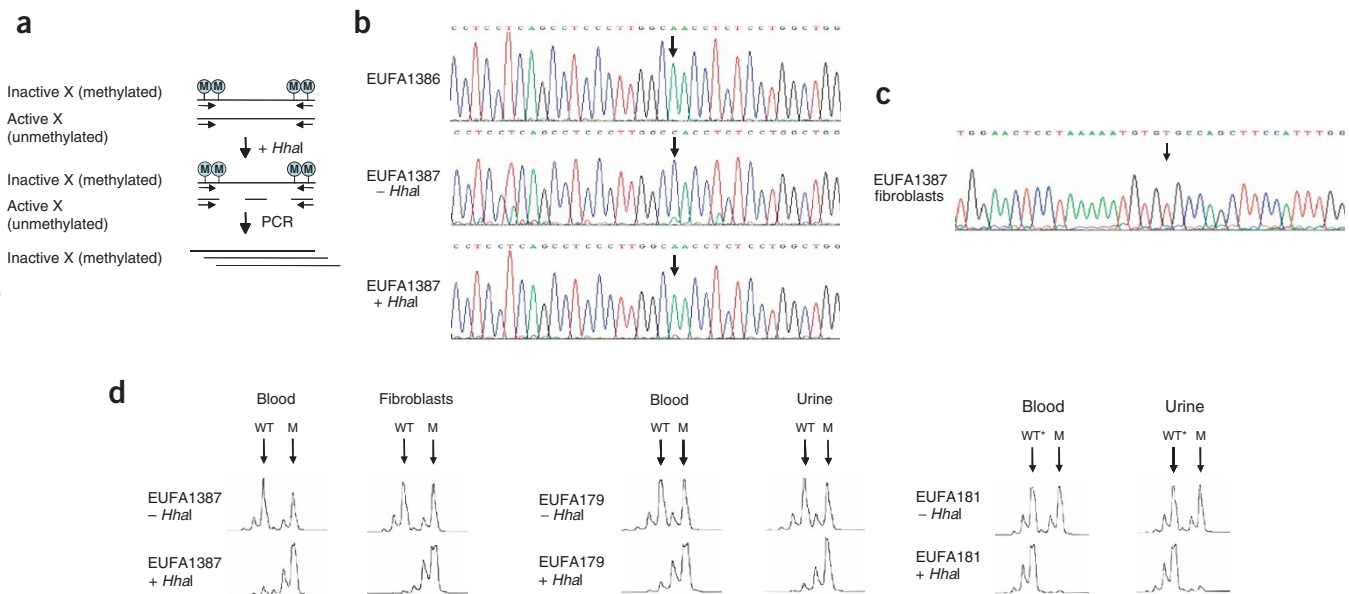 a
Inactive X (methylated)
M M M M
Active X
(unmethylated)
+ HhaI
Inactive X (methylated)
M M M M
Active X
(unmethylated)
PCR
Inactive X (methylated)
b
C C T C C T C A G C C T C C C T T G G C A A C C T C T C C T G G C T G G
EUFA1386
C C T C C T C A G C C T C C C T T G G C C A C C T C T C C T G G C T G G
EUFA1387
– HhaI
C C T C C T C A G C C T C C C T T G G C A A C C T C T C C T G G C T G G
EUFA1387
+ HhaI
c
T G G A A C T C C T A A A A A T G T G T G C C A G C T T C C A T T T G G
EUFA1387
fibroblasts
d
Blood Fibroblasts Blood Urine Blood Urine
WT M WT M WT M WT M WT* M WT* M
EUFA1387
– HhaI
EUFA179
– HhaI
EUFA181
– HhaI
EUFA1387
+ HhaI
EUFA179
+ HhaI
EUFA181
+ HhaI